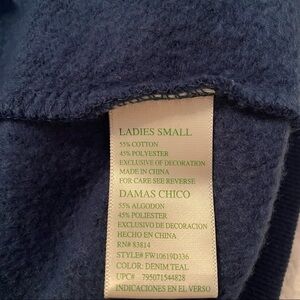 LADIES SMALL
55% COTTON
45% POLYESTER
EXCLUSIVE OF DECORATION
MADE IN CHINA
FOR CARE SEE REVERSE
DAMAS CHICO
55% ALGODON
45% POLIESTER
EXCLUSIVO DE DECORACION
HECHO EN CHINA
RN# 83814
STYLE# FW10619D336
COLOR: DENIM TEAL
UPC# 795071544828
INDICACIONES EN EL VERSO